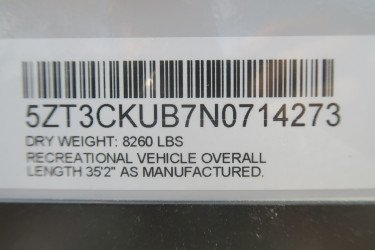 5ZT3CKUB7N0714273
DRY WEIGHT: 8260 LBS
RECREATIONAL VEHICLE OVERALL
LENGTH 35'2" AS MANUFACTURED.